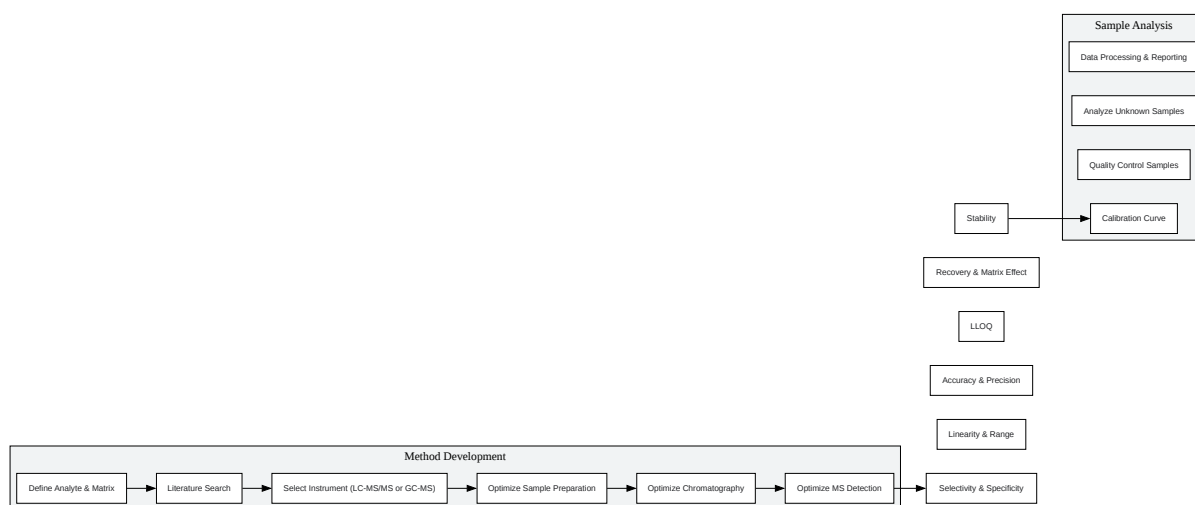 Sample Analysis
Data Processing & Reporting
Analyze Unknown Samples
Quality Control Samples
Stability
Calibration Curve
Recovery & Matrix Effect
LLOQ
Accuracy & Precision
Linearity & Range
Method Development
Define Analyte & Matrix
Literature Search
Select Instrument (LC-MS/MS or GC-MS)
Optimize Sample Preparation
Optimize Chromatography
Optimize MS Detection
Selectivity & Specificity